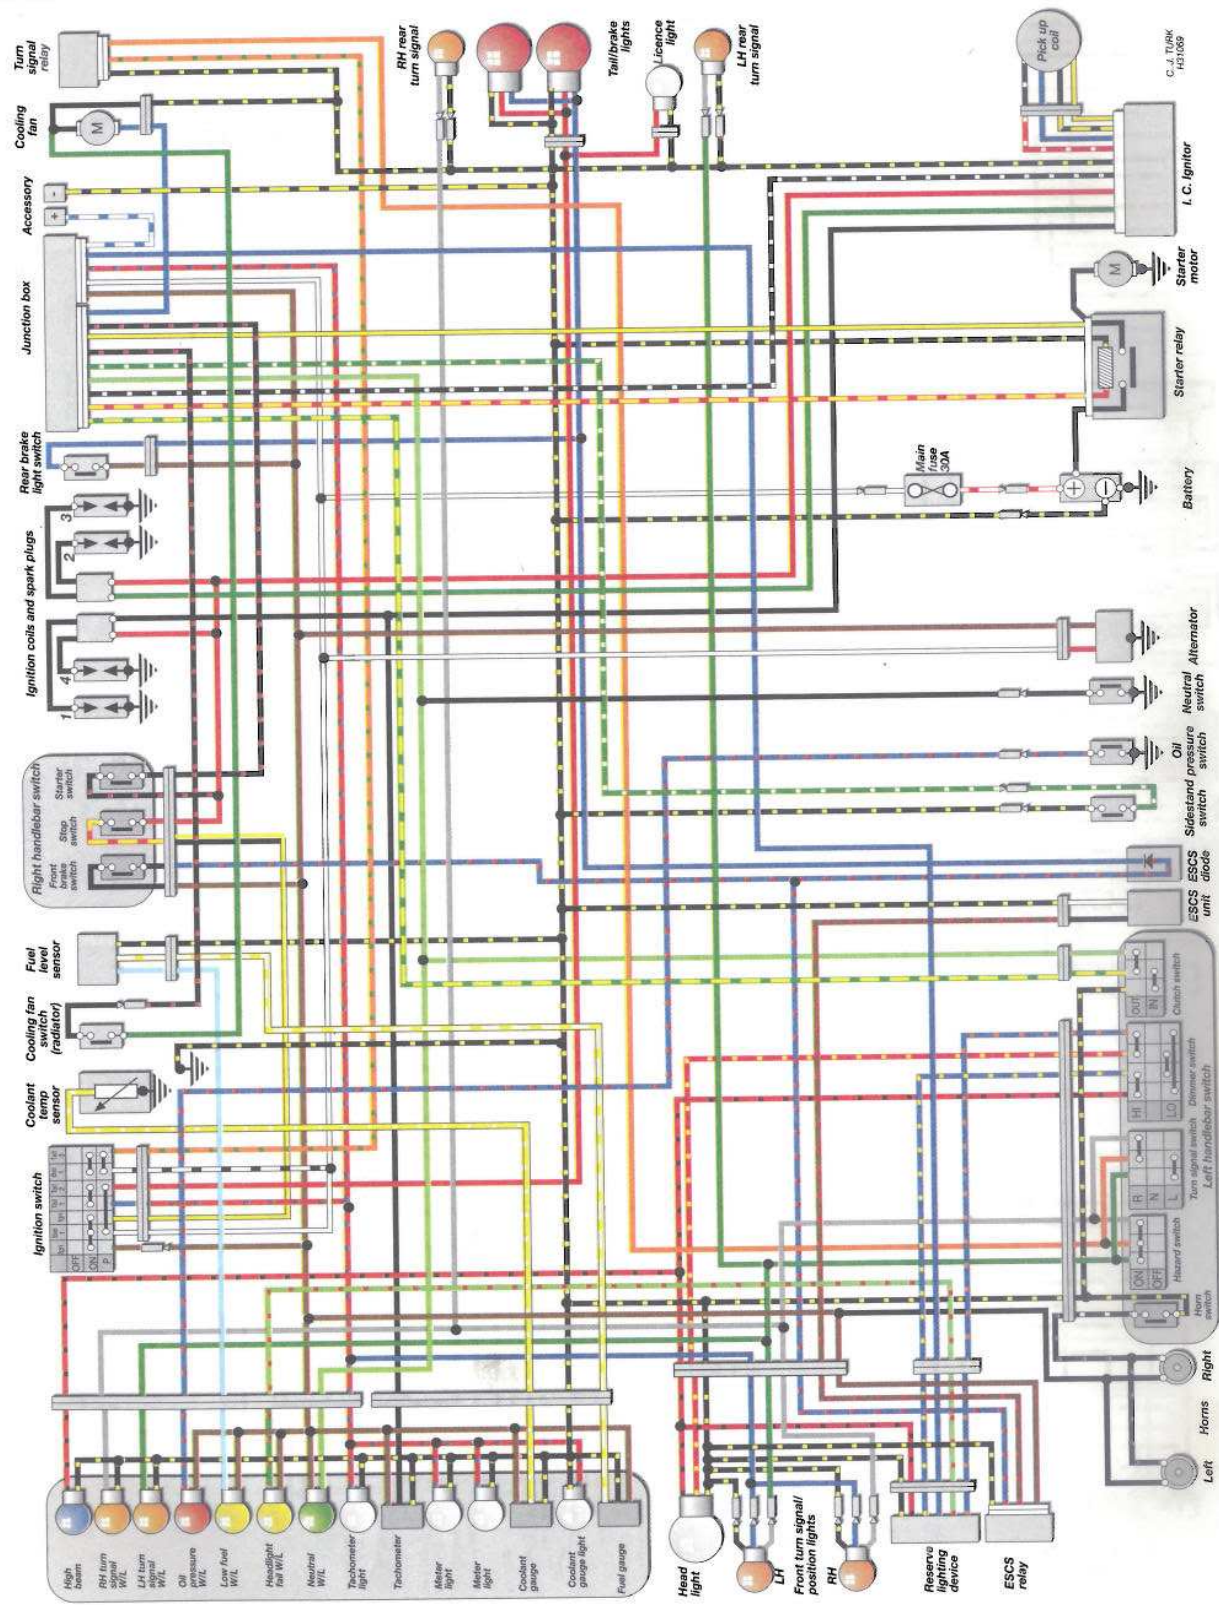 Turn
signal
relay
Cooling
fan
Accessory
-
+
Junction box
Rear brake
light switch
Ignition coils and spark plugs
3
2
4
1
Right handlebar switch
Starter
switch
Stop
switch
Front
brake
switch
Fuel
level
sensor
Cooling fan
switch
(radiator)
Coolant
temp
sensor
Ignition switch
OFF
ON
P
RH rear
turn signal
Tail/brake
lights
Licence
light
LH rear
turn signal
Pick up
coil
C. J. TURK
H31069
I. C. Ignitor
M
Starter
motor
M
Starter relay
Main
fuse
30A
+
-
Battery
Alternator
Neutral
switch
Oil
pressure
switch
Sidestand
switch
ESCS
diode
ESCS
unit
OUT
IN
Clutch switch
HI
LO
Dimmer switch
Left handlebar switch
R
N
L
Turn signal switch
ON
OFF
Hazard switch
Horn
switch
Right
Horns
Left
High
beam
RH turn
signal
W/L
LH turn
signal
W/L
Oil
pressure
W/L
Low fuel
W/L
Headlight
fail W/L
Neutral
W/L
Tachometer
light
Tachometer
Meter
light
Meter
light
Coolant
gauge
Coolant
gauge light
Fuel gauge
Head
light
LH
Front turn signal/
position lights
RH
Reserve
lighting
device
ESCS
relay